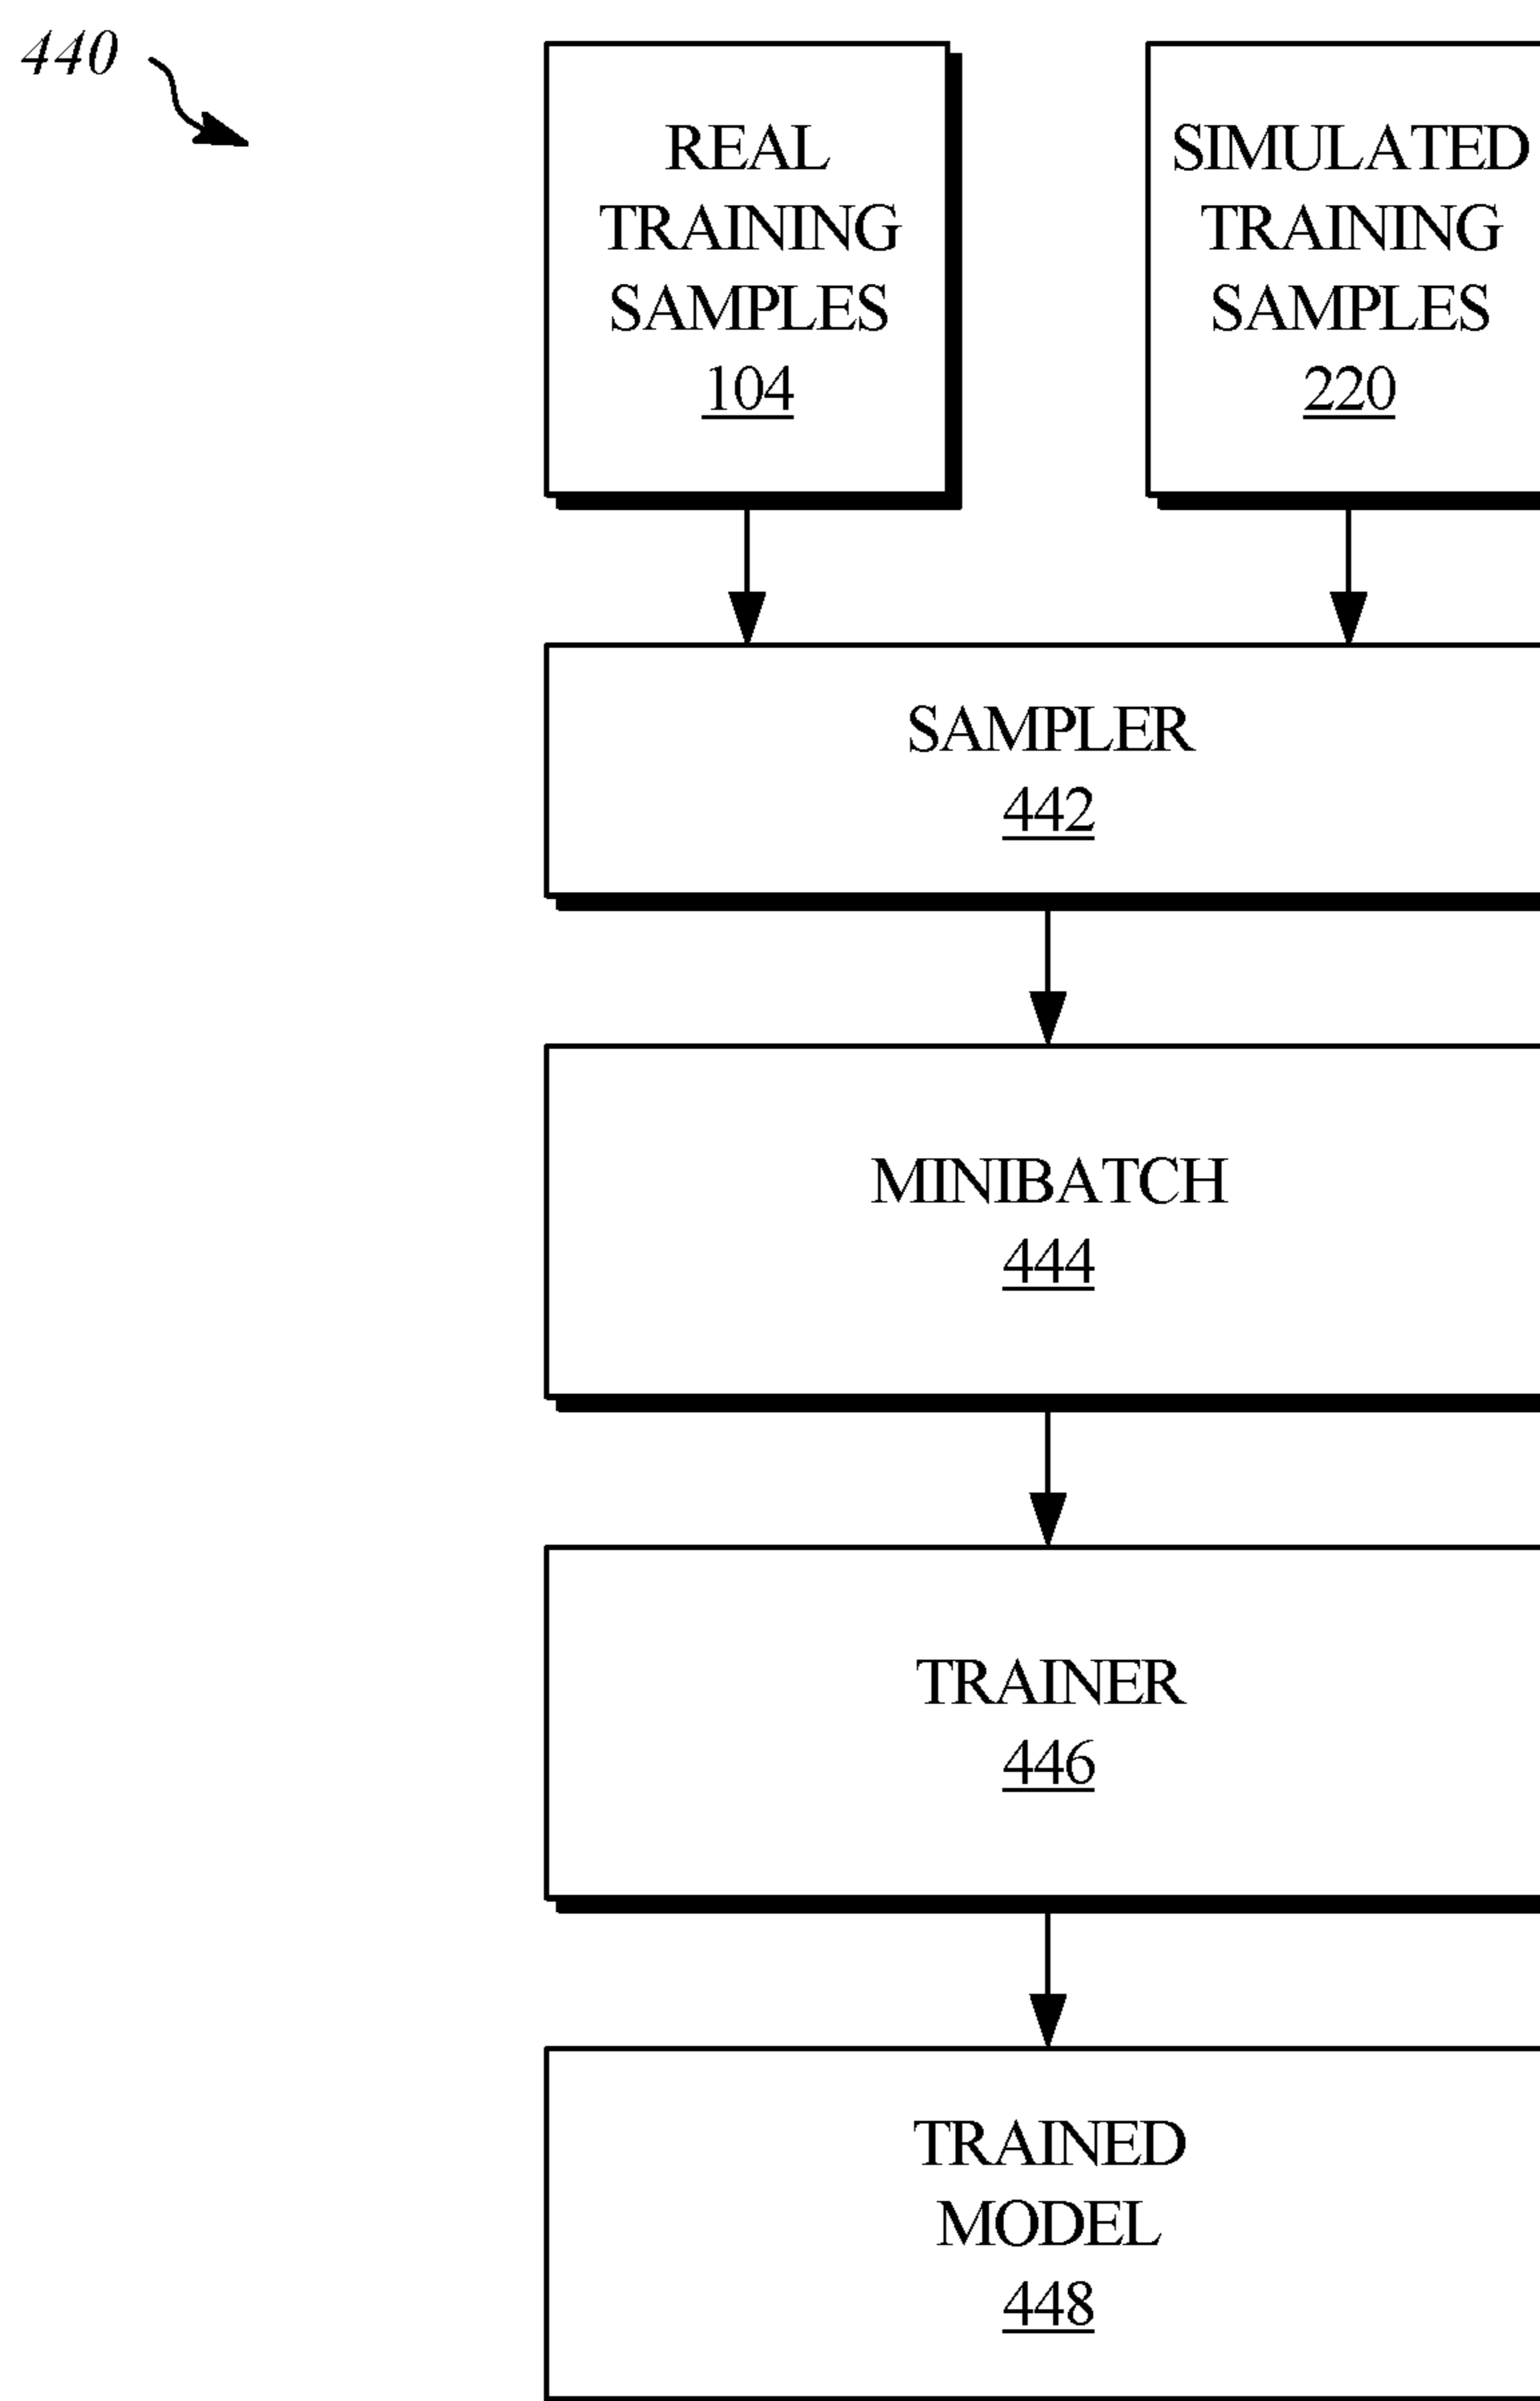 440
REAL
TRAINING
SAMPLES
104
SIMULATED
TRAINING
SAMPLES
220
SAMPLER
442
MINIBATCH
444
TRAINER
446
TRAINED
MODEL
448